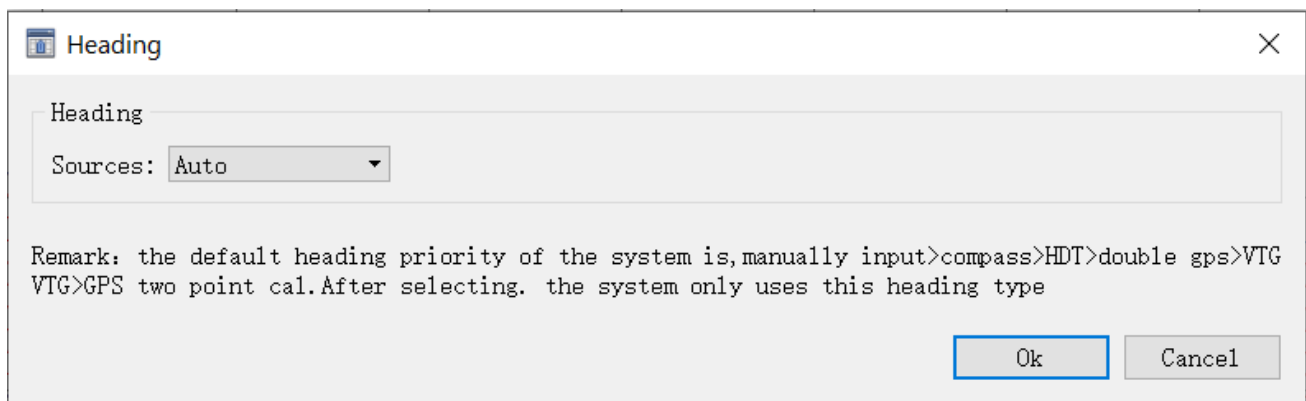 Heading
Heading
Sources: Auto
Remark: the default heading priority of the system is,manually input>compass>HDT>double gps>VTG
VTG>GPS two point cal.After selecting. the system only uses this heading type
Ok Cancel